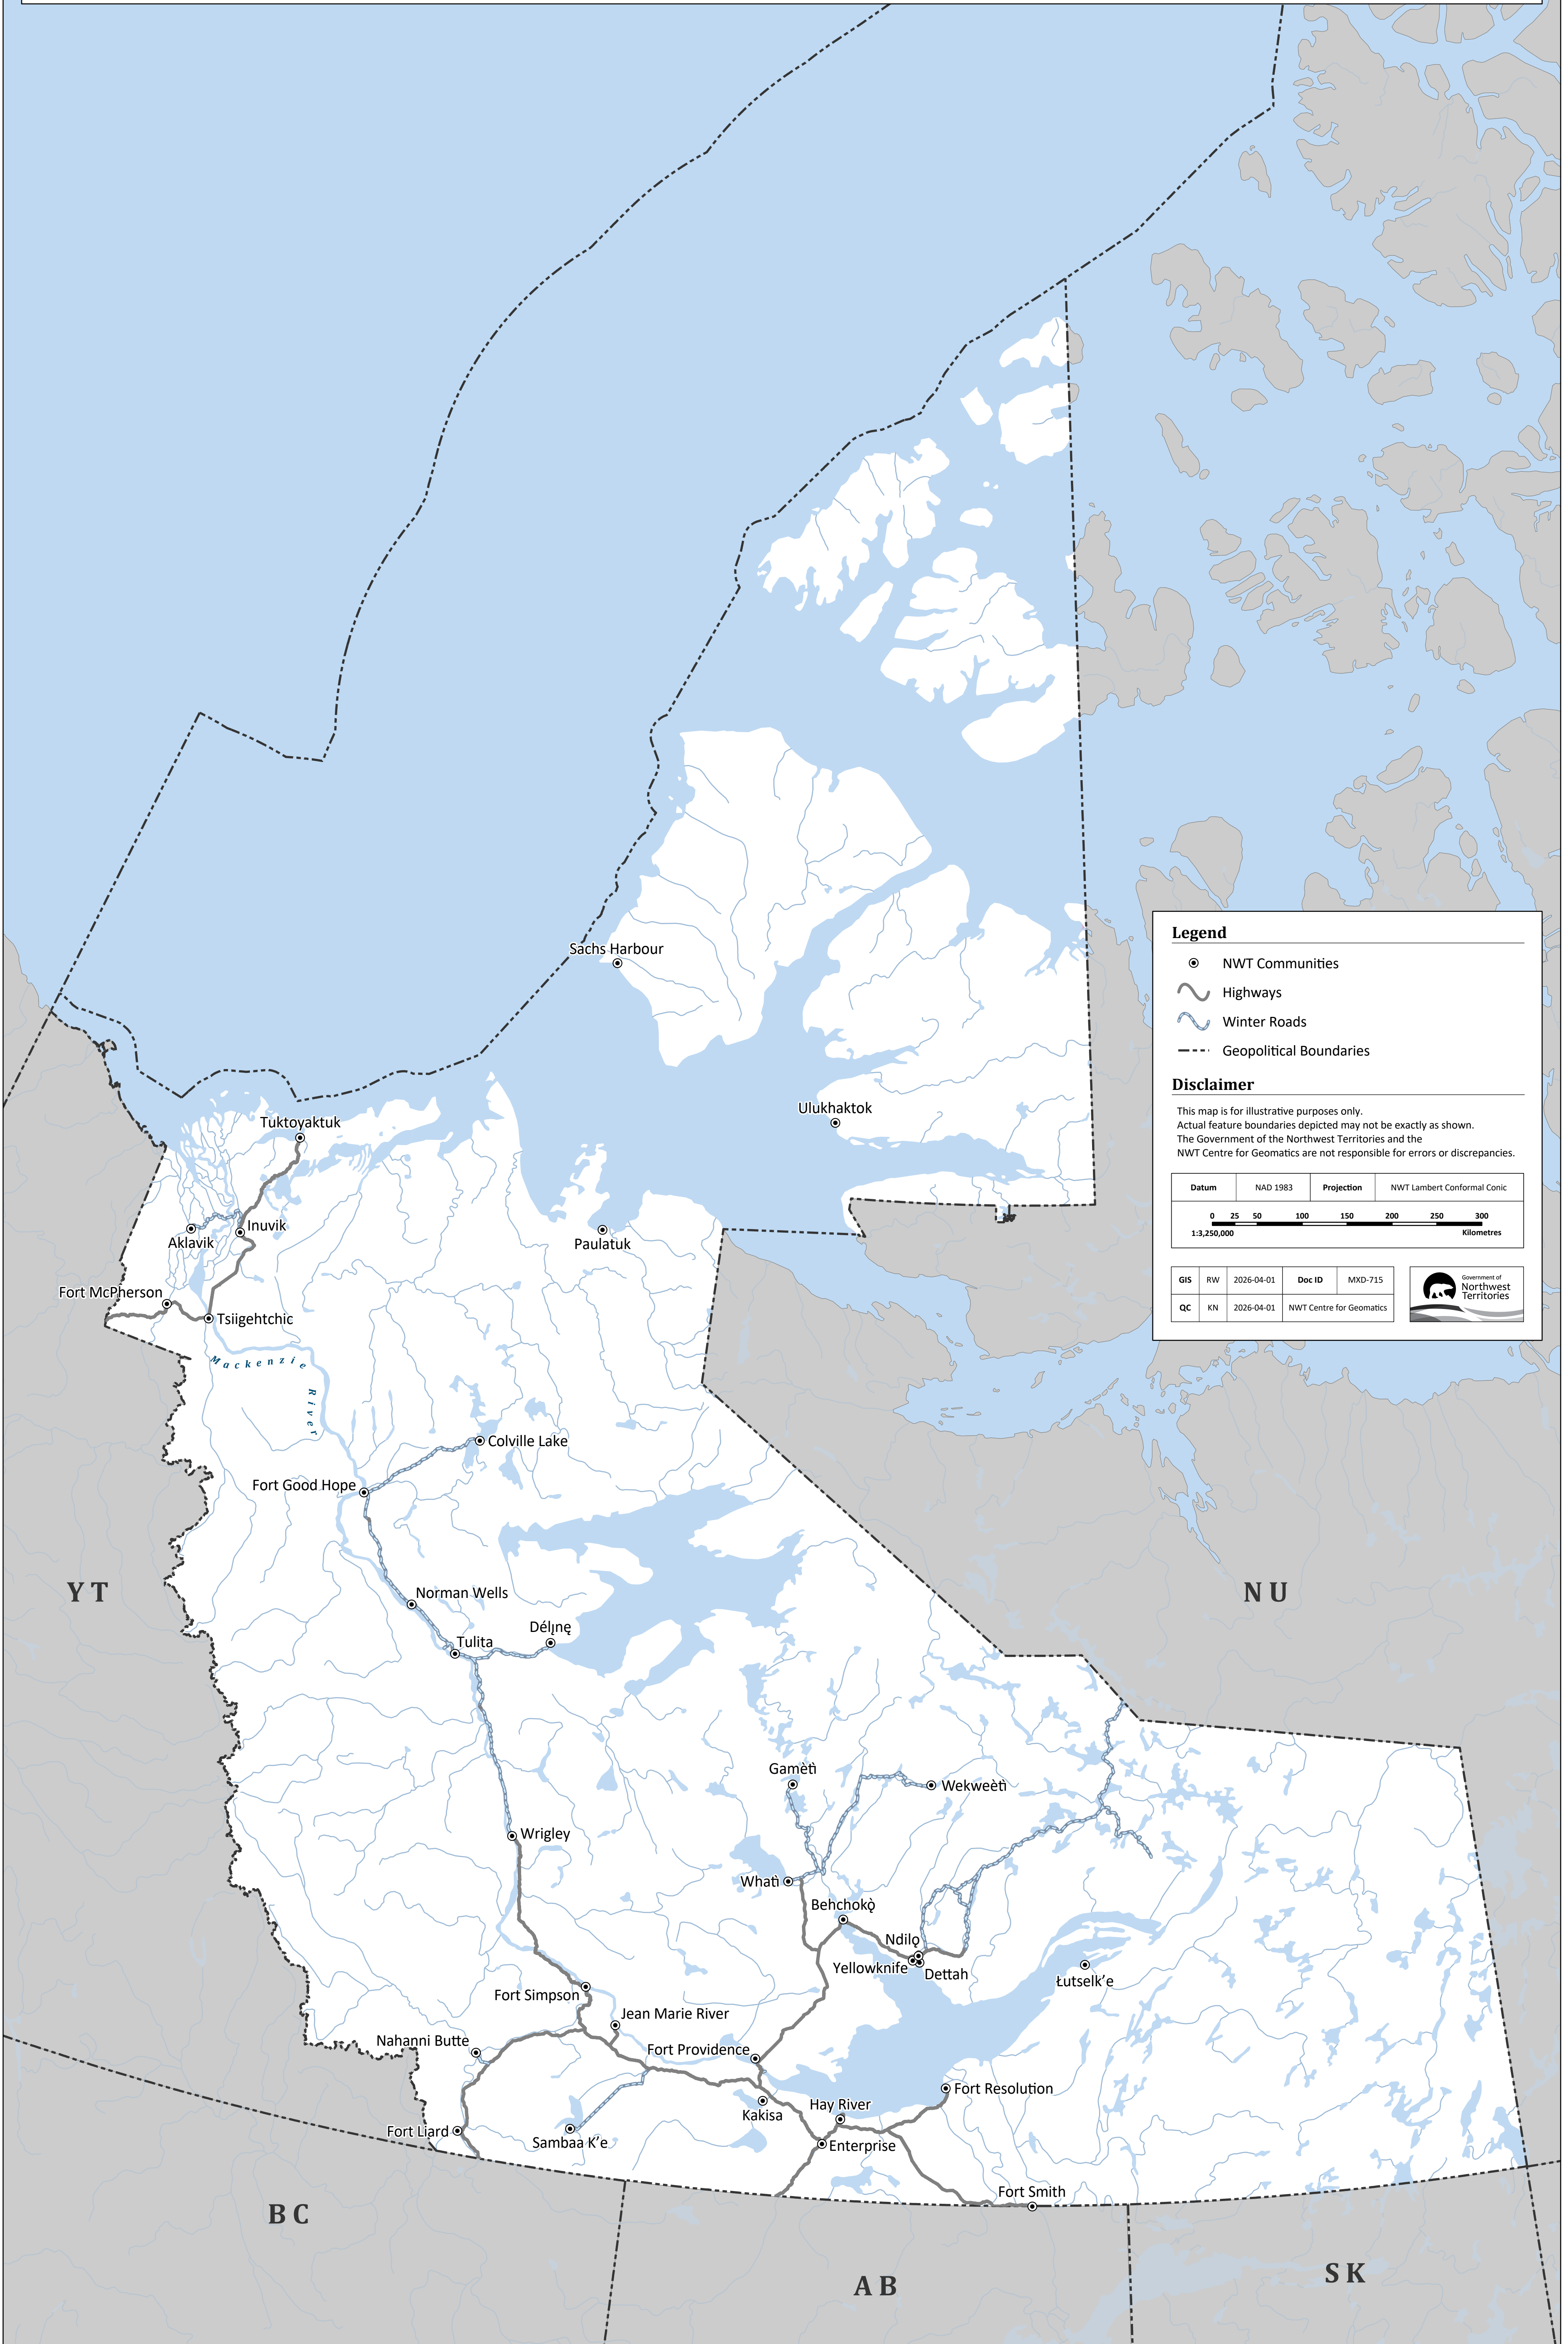 Sachs Harbour
Legend
NWT Communities
Highways
Winter Roads
Geopolitical Boundaries
Disclaimer
This map is for illustrative purposes only.
Actual feature boundaries depicted may not be exactly as shown.
The Government of the Northwest Territories and the
NWT Centre for Geomatics are not responsible for errors or discrepancies.
Datum NAD 1983 Projection NWT Lambert Conformal Conic
0 25 50 100 150 200 250 300
1:3,250,000 Kilometres
GIS RW 2026-04-01 Doc ID MXD-715
QC KN 2026-04-01 NWT Centre for Geomatics
Government of
Northwest
Territories
Ulukhaktok
Tuktoyaktuk
Inuvik
Aklavik
Paulatuk
Fort McPherson
Tsiigehtchic
Mackenzie
River
Colville Lake
Fort Good Hope
YT
NU
Norman Wells
Délı̨nę
Tulita
Gamètì
Wekweètì
Wrigley
Whatì
Behchokǫ̀
Ndilǫ
Yellowknife
Dettah
Łutselk’e
Fort Simpson
Jean Marie River
Nahanni Butte
Fort Providence
Fort Resolution
Kakisa
Hay River
Fort Liard
Sambaa K’e
Enterprise
Fort Smith
BC
AB
SK